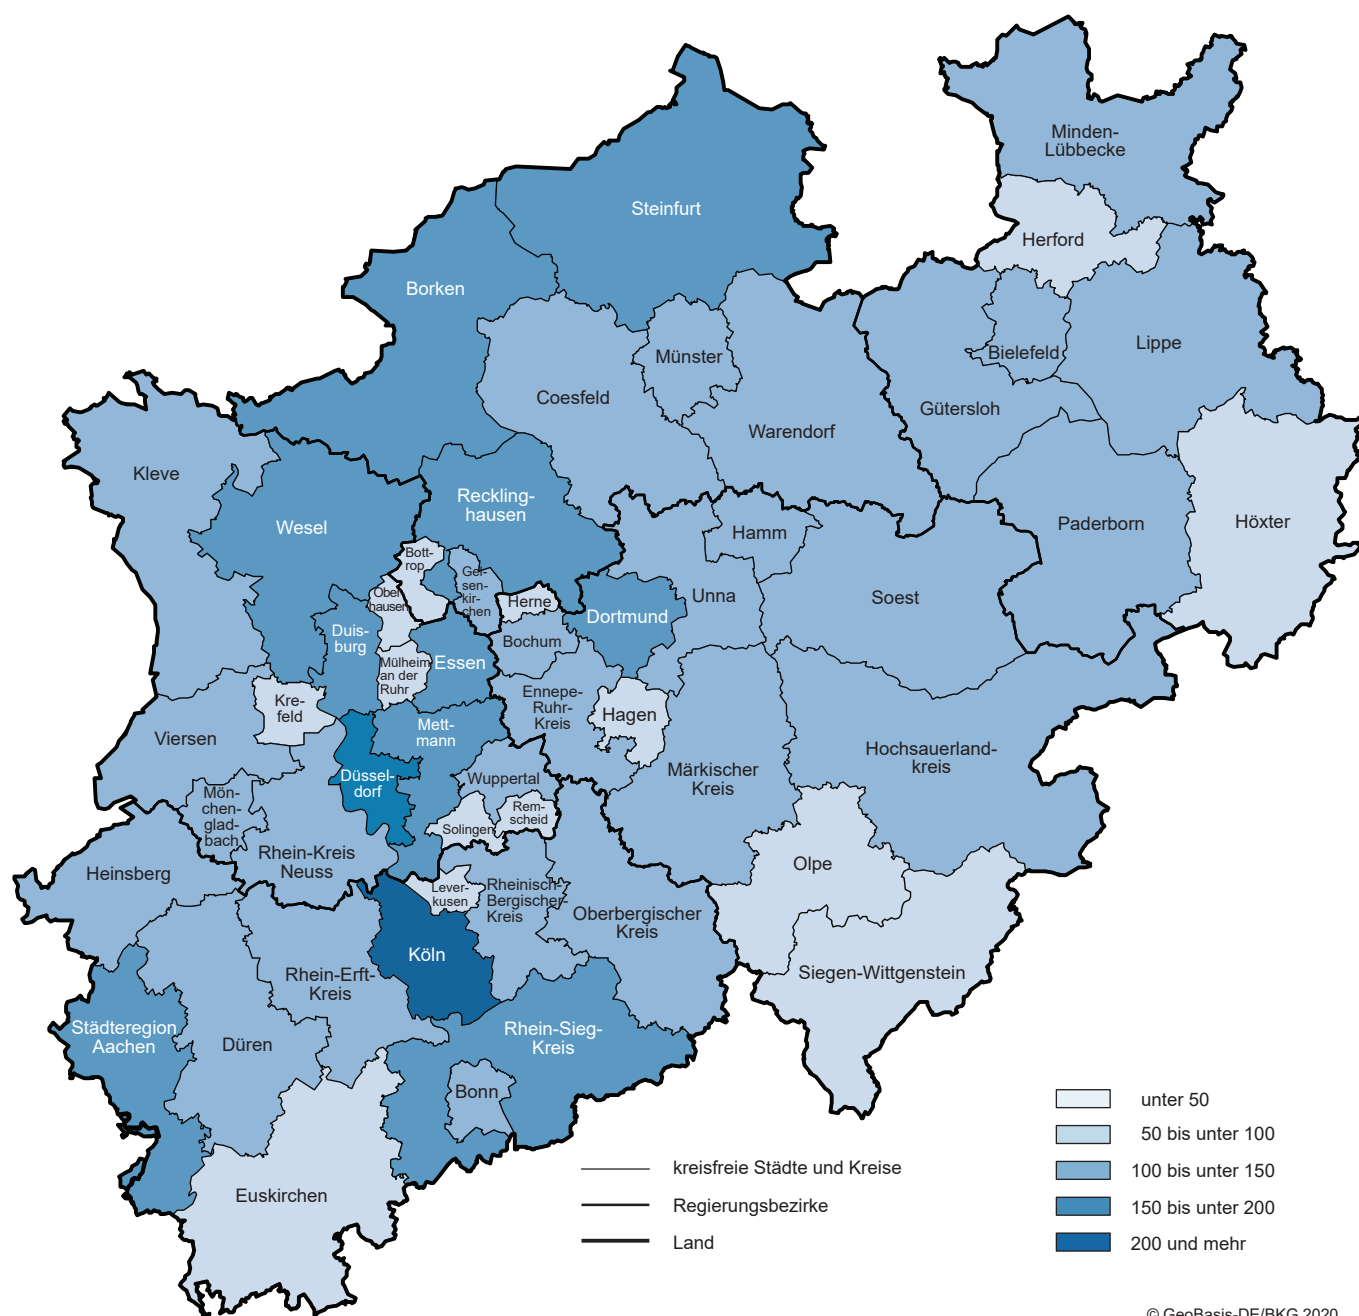 Minden-
Lübbecke
Steinfurt
Herford
Borken
Lippe
Münster
Bielefeld
Coesfeld
Gütersloh
Warendorf
Kleve
Reckling-
hausen
Wesel
Hamm
Paderborn
Höxter
Bott-
rop
Gel-
sen-
kir-
chen
Ober
hausen
Herne
Unna
Soest
Dortmund
Duis-
burg
Bochum
Essen
Mülheim
an der
Ruhr
Kre-
feld
Ennepe-
Ruhr-
Kreis
Hagen
Viersen
Mett-
mann
Hochsauerland-
kreis
Düssel-
dorf
Wuppertal
Märkischer
Kreis
Mön-
chen-
glad-
bach
Rem-
scheid
Solingen
Rhein-Kreis
Neuss
Olpe
Heinsberg
Lever-
kusen
Rheinisch-
Bergischer-
Kreis
Oberbergischer
Kreis
Köln
Siegen-Wittgenstein
Rhein-Erft-
Kreis
Städteregion
Aachen
Düren
Rhein-Sieg-
Kreis
Bonn
Euskirchen
unter 50
50 bis unter 100
100 bis unter 150
150 bis unter 200
200 und mehr
kreisfreie Städte und Kreise
Regierungsbezirke
Land
© GeoBasis-DE/BKG 2020